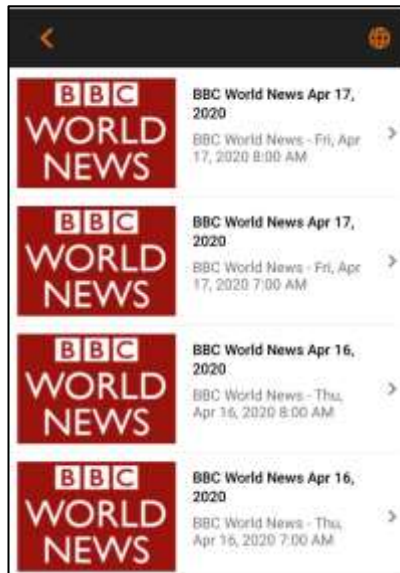 BBC
WORLD
NEWS
BBC World News Apr 17,
2020
BBC World News - Fri, Apr
17, 2020 8:00 AM
BBC
WORLD
NEWS
BBC World News Apr 17,
2020
BBC World News - Fri, Apr
17, 2020 7:00 AM
BBC
WORLD
NEWS
BBC World News Apr 16,
2020
BBC World News - Thu,
Apr 16, 2020 8:00 AM
BBC
WORLD
NEWS
BBC World News Apr 16,
2020
BBC World News - Thu,
Apr 16, 2020 7:00 AM